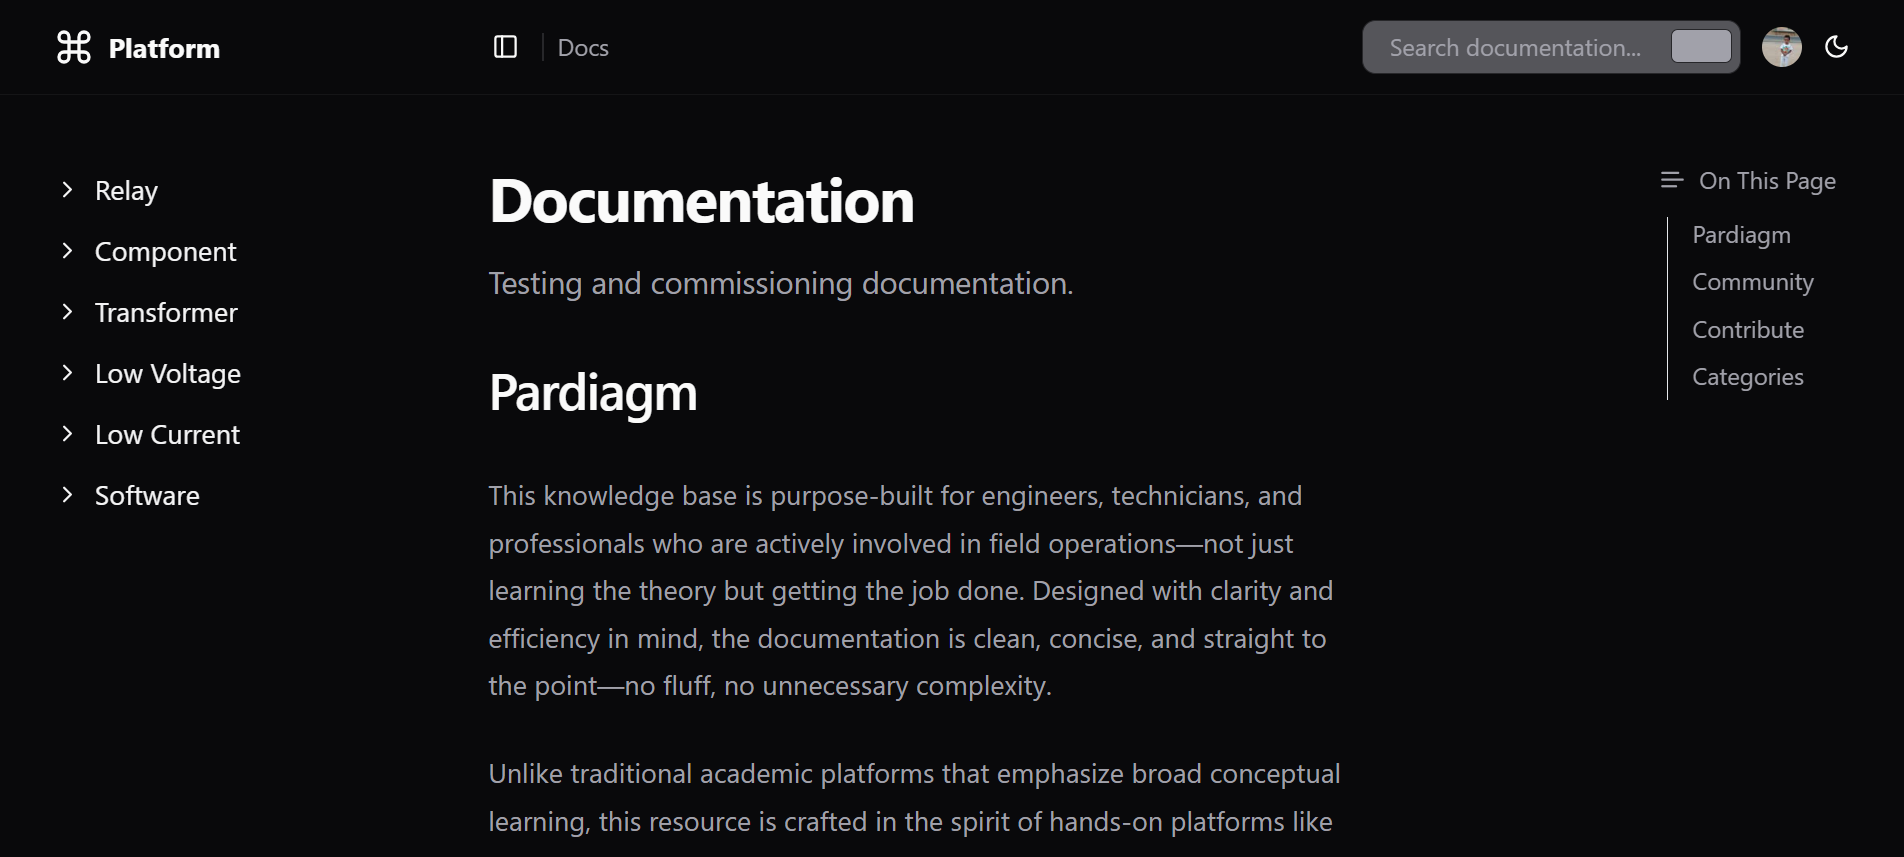 Platform
Docs
Search documentation...
Relay
Component
Transformer
Low Voltage
Low Current
Software
Documentation
Testing and commissioning documentation.
Pardiagm
This knowledge base is purpose-built for engineers, technicians, and
professionals who are actively involved in field operations—not just
learning the theory but getting the job done. Designed with clarity and
efficiency in mind, the documentation is clean, concise, and straight to
the point—no fluff, no unnecessary complexity.
Unlike traditional academic platforms that emphasize broad conceptual
learning, this resource is crafted in the spirit of hands-on platforms like
On This Page
Pardiagm
Community
Contribute
Categories